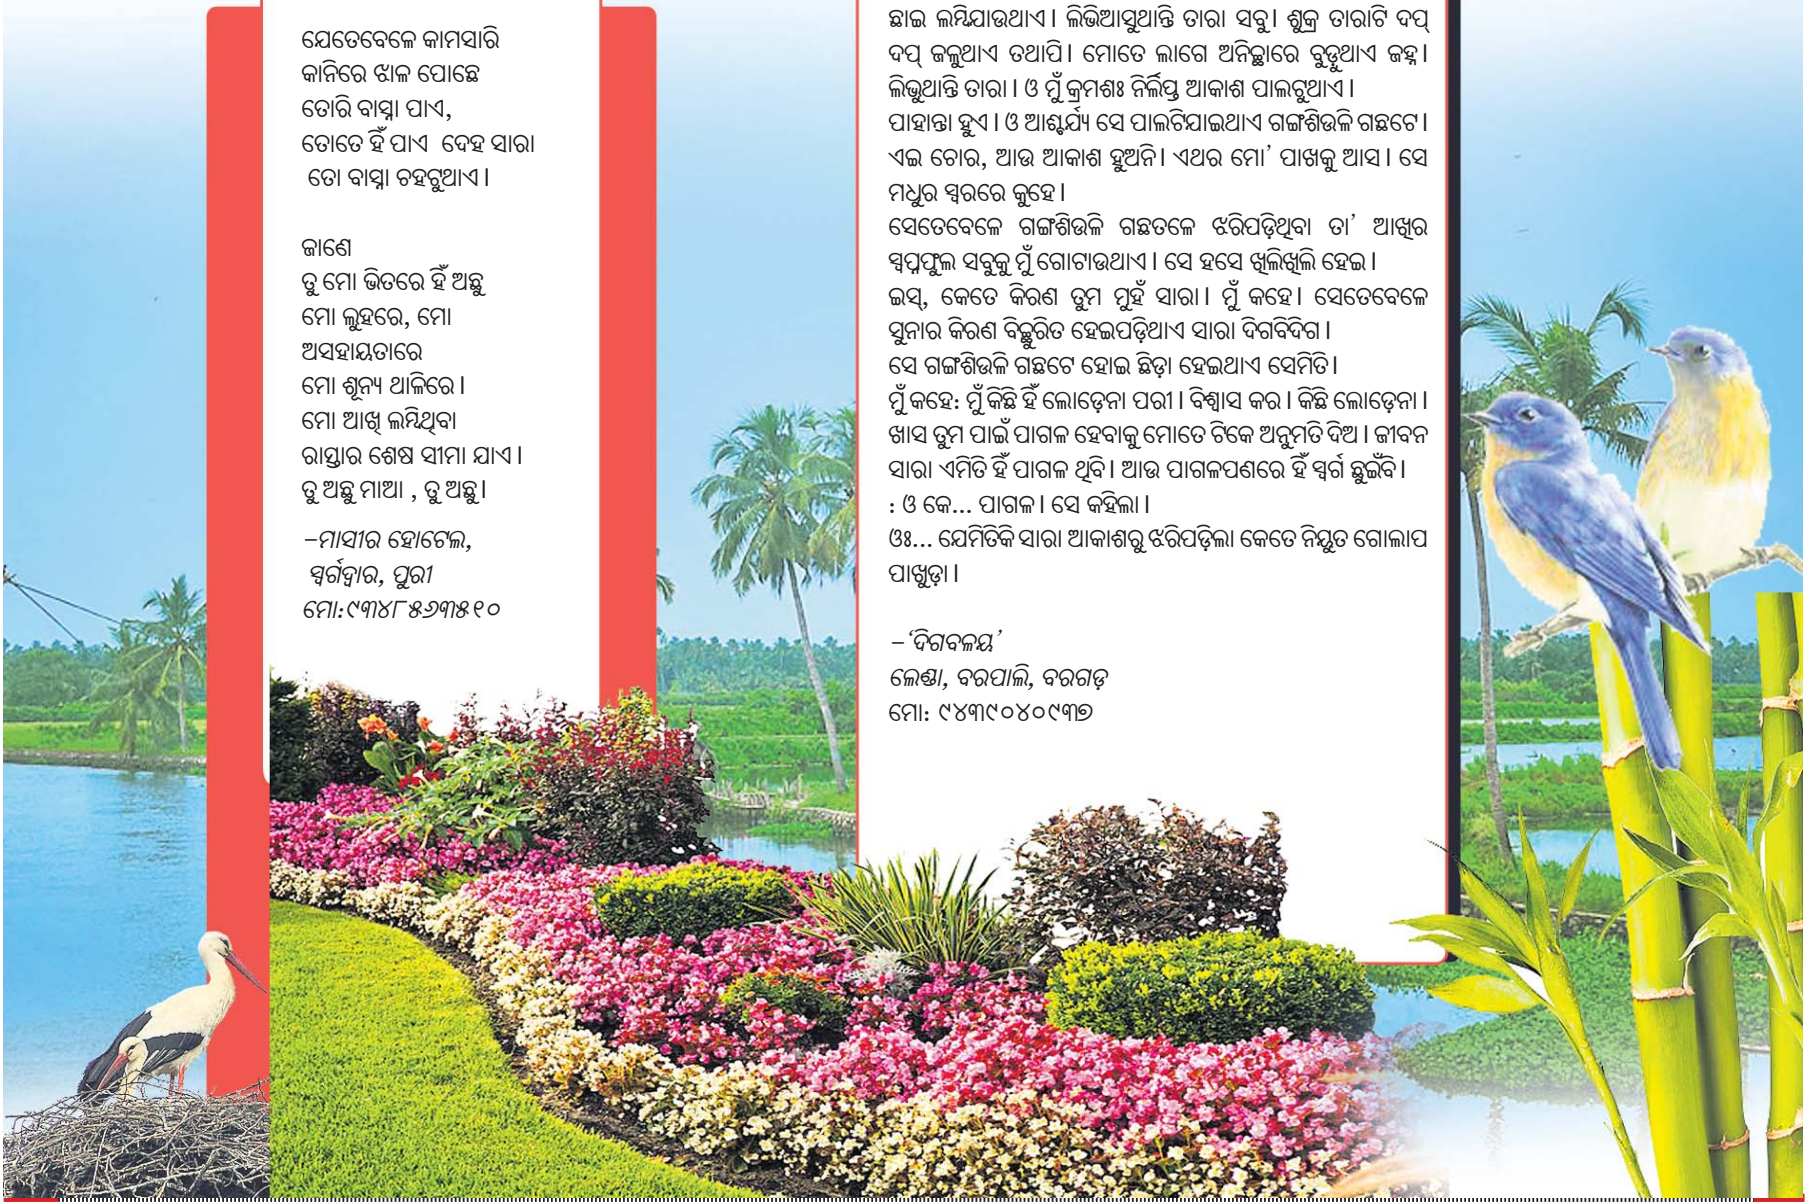 ଯେତେବେଳେ କାମସାରି
କାନିରେ ଝାଳ ପୋଛେ
ତୋରି ବାସ୍ନା ପାଏ,
ତୋତେ ହିଁ ପାଏ  ଦେହ ସାରା
ତୋ ବାସ୍ନା ଚହଟୁଥାଏ ।

ଜାଣେ
ତୁ ମୋ ଭିତରେ ହିଁ ଅଛୁ
ମୋ ଲୁହରେ, ମୋ
ଅସହାୟତାରେ
ମୋ ଶୂନ୍ୟ ଥାଳିରେ ।
ମୋ ଆଖି ଲମ୍ବିଥିବା
ରାସ୍ତାର ଶେଷ ସୀମା ଯାଏ ।
ତୁ ଅଛୁ ମାଆ , ତୁ ଅଛୁ ।
–ମାସୀର ହୋଟେଲ,
ସ୍ୱର୍ଗଦ୍ୱାର, ପୁରୀ
ମୋ:୯୩୪୮୫୬୩୫୧୦

ଛାଇ ଲମ୍ବିଯାଉଥାଏ । ଲିଭିଆସୁଥାନ୍ତି ତାରା ସବୁ । ଶୁକ୍ର ତାରାଟି ଦପ୍
ଦପ୍ ଜଳୁଥାଏ ତଥାପି । ମୋତେ ଲାଗେ ଅନିଚ୍ଛାରେ ବୁଡ଼ୁଥାଏ ଜହ୍ନ ।
ଲିଭୁଥାନ୍ତି ତାରା । ଓ ମୁଁ କ୍ରମଶଃ ନିର୍ଲିପ୍ତ ଆକାଶ ପାଲଟୁଥାଏ ।
ପାହାନ୍ତା ହୁଏ । ଓ ଆଶ୍ଚର୍ଯ୍ୟ ସେ ପାଲଟିଯାଇଥାଏ ଗଙ୍ଗଶିଉଳି ଗଛଟେ ।
ଏଇ ଚୋର, ଆଉ ଆକାଶ ହୁଅନି । ଏଥର ମୋ’ ପାଖକୁ ଆସ । ସେ
ମଧୁର ସ୍ୱରରେ କୁହେ ।
ସେତେବେଳେ ଗଙ୍ଗଶିଉଳି ଗଛତଳେ ଝରିପଡ଼ିଥିବା ତା’ ଆଖିର
ସ୍ୱପ୍ନଫୁଲ ସବୁକୁ ମୁଁ ଗୋଟାଉଥାଏ । ସେ ହସେ ଖିଲିଖିଲି ହେଇ ।
ଇସ୍, କେତେ କିରଣ ତୁମ ମୁହଁ ସାରା । ମୁଁ କହେ । ସେତେବେଳେ
ସୁନାର କିରଣ ବିଚ୍ଛୁରିତ ହେଇପଡ଼ିଥାଏ ସାରା ଦିଗବିଦିଗ ।
ସେ ଗଙ୍ଗଶିଉଳି ଗଛଟେ ହୋଇ ଛିଡ଼ା ହେଇଥାଏ ସେମିତି ।
ମୁଁ କହେ: ମୁଁ କିଛି ହିଁ ଲୋଡ଼େନା ପରୀ । ବିଶ୍ୱାସ କର । କିଛି ଲୋଡ଼େନା ।
ଖାସ ତୁମ ପାଇଁ ପାଗଳ ହେବାକୁ ମୋତେ ଟିକେ ଅନୁମତି ଦିଅ । ଜୀବନ
ସାରା ଏମିତି ହିଁ ପାଗଳ ଥିବି । ଆଉ ପାଗଳପଣରେ ହିଁ ସ୍ୱର୍ଗ ଛୁଇଁବି ।
: ଓ କେ... ପାଗଳ । ସେ କହିଲା ।
ଓଃ... ଯେମିତିକି ସାରା ଆକାଶରୁ ଝରିପଡ଼ିଲା କେତେ ନିୟୁତ ଗୋଲାପ
ପାଖୁଡ଼ା ।

–‘ଦିଗବଳୟ’
ଲେଣ୍ଡା, ବରପାଲି, ବରଗଡ଼
ମୋ: ୯୪୩୯୦୪୦୯୩୭